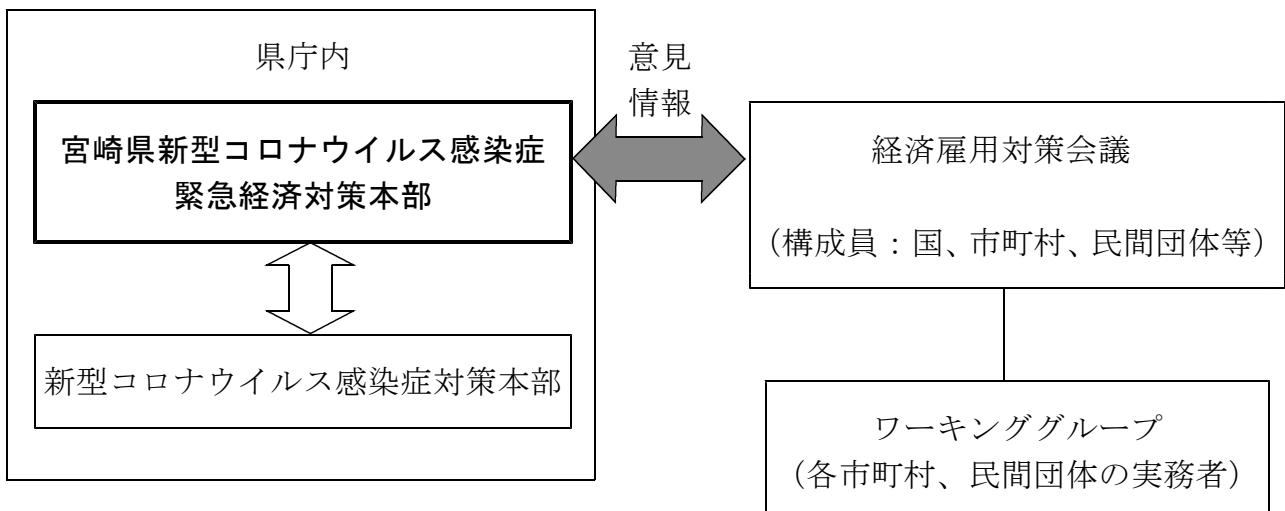 県庁内
宮崎県新型コロナウイルス感染症
緊急経済対策本部
新型コロナウイルス感染症対策本部
意見
情報
経済雇用対策会議
（構成員：国、市町村、民間団体等）
ワーキンググループ
（各市町村、民間団体の実務者）